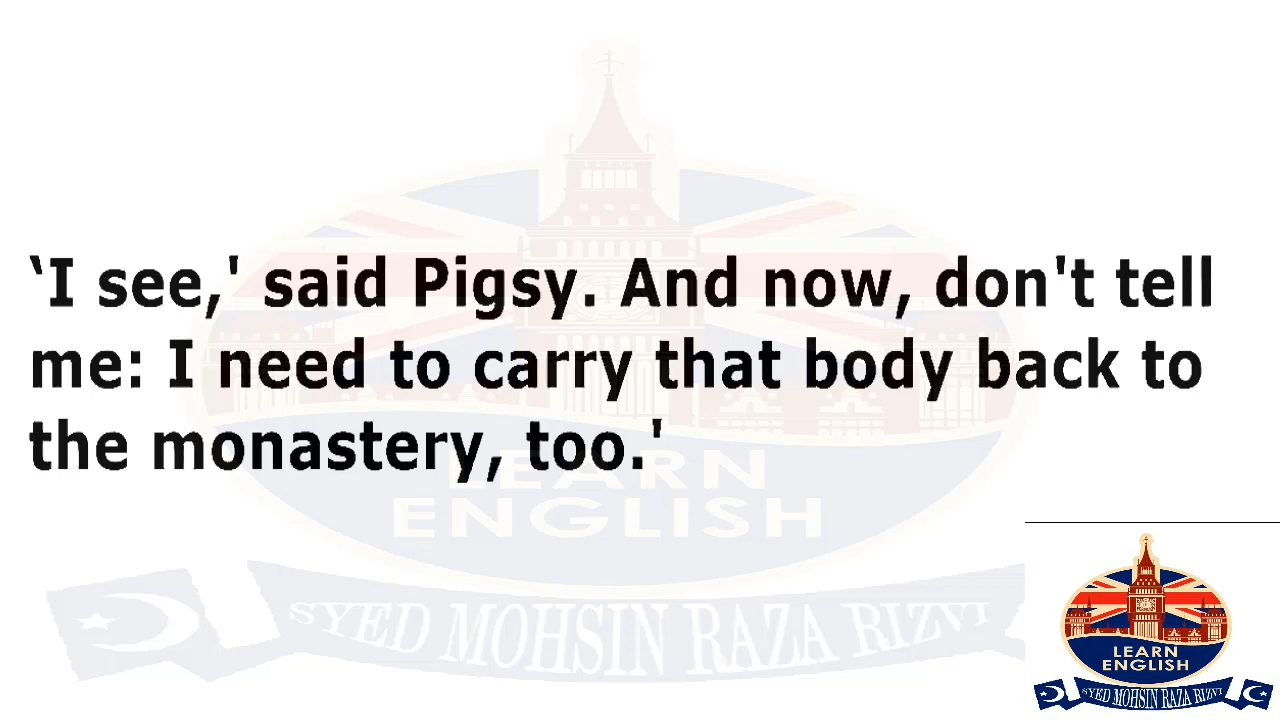 ‘I see,' said Pigsy. And now, don't tell
me: I need to carry that body back to
the monastery, too.'
LEARN
ENGLISH
SYED MOHSIN RAZA RIZVI
LEARN
ENGLISH
SYED MOHSIN RAZA RIZVI